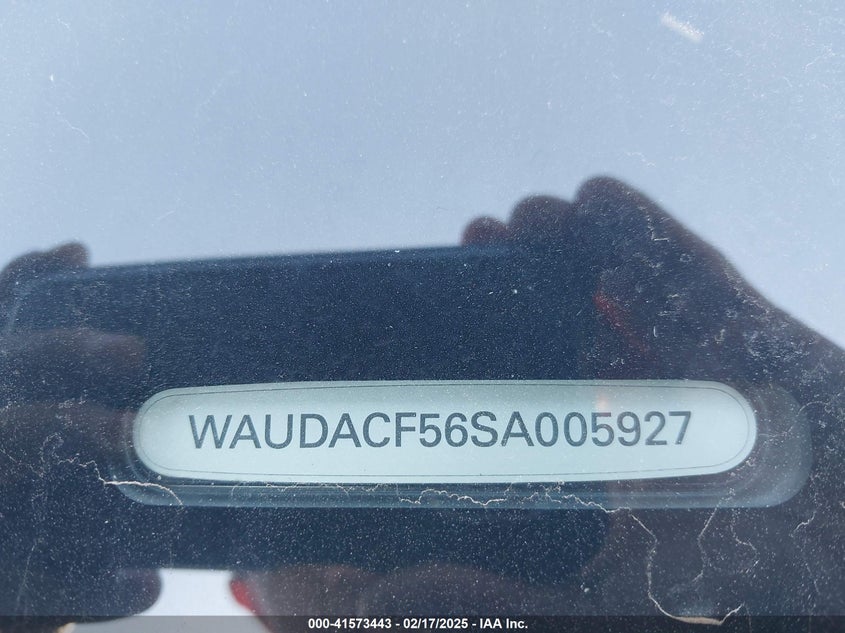 WAUDACF56SA005927
000-41573443 - 02/17/2025 - IAA Inc.